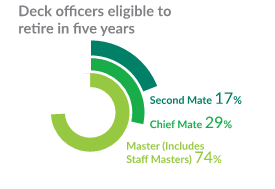 Deck officers eligible to
retire in five years
Second Mate 17%
Chief Mate 29%
Master (Includes
Staff Masters) 74%